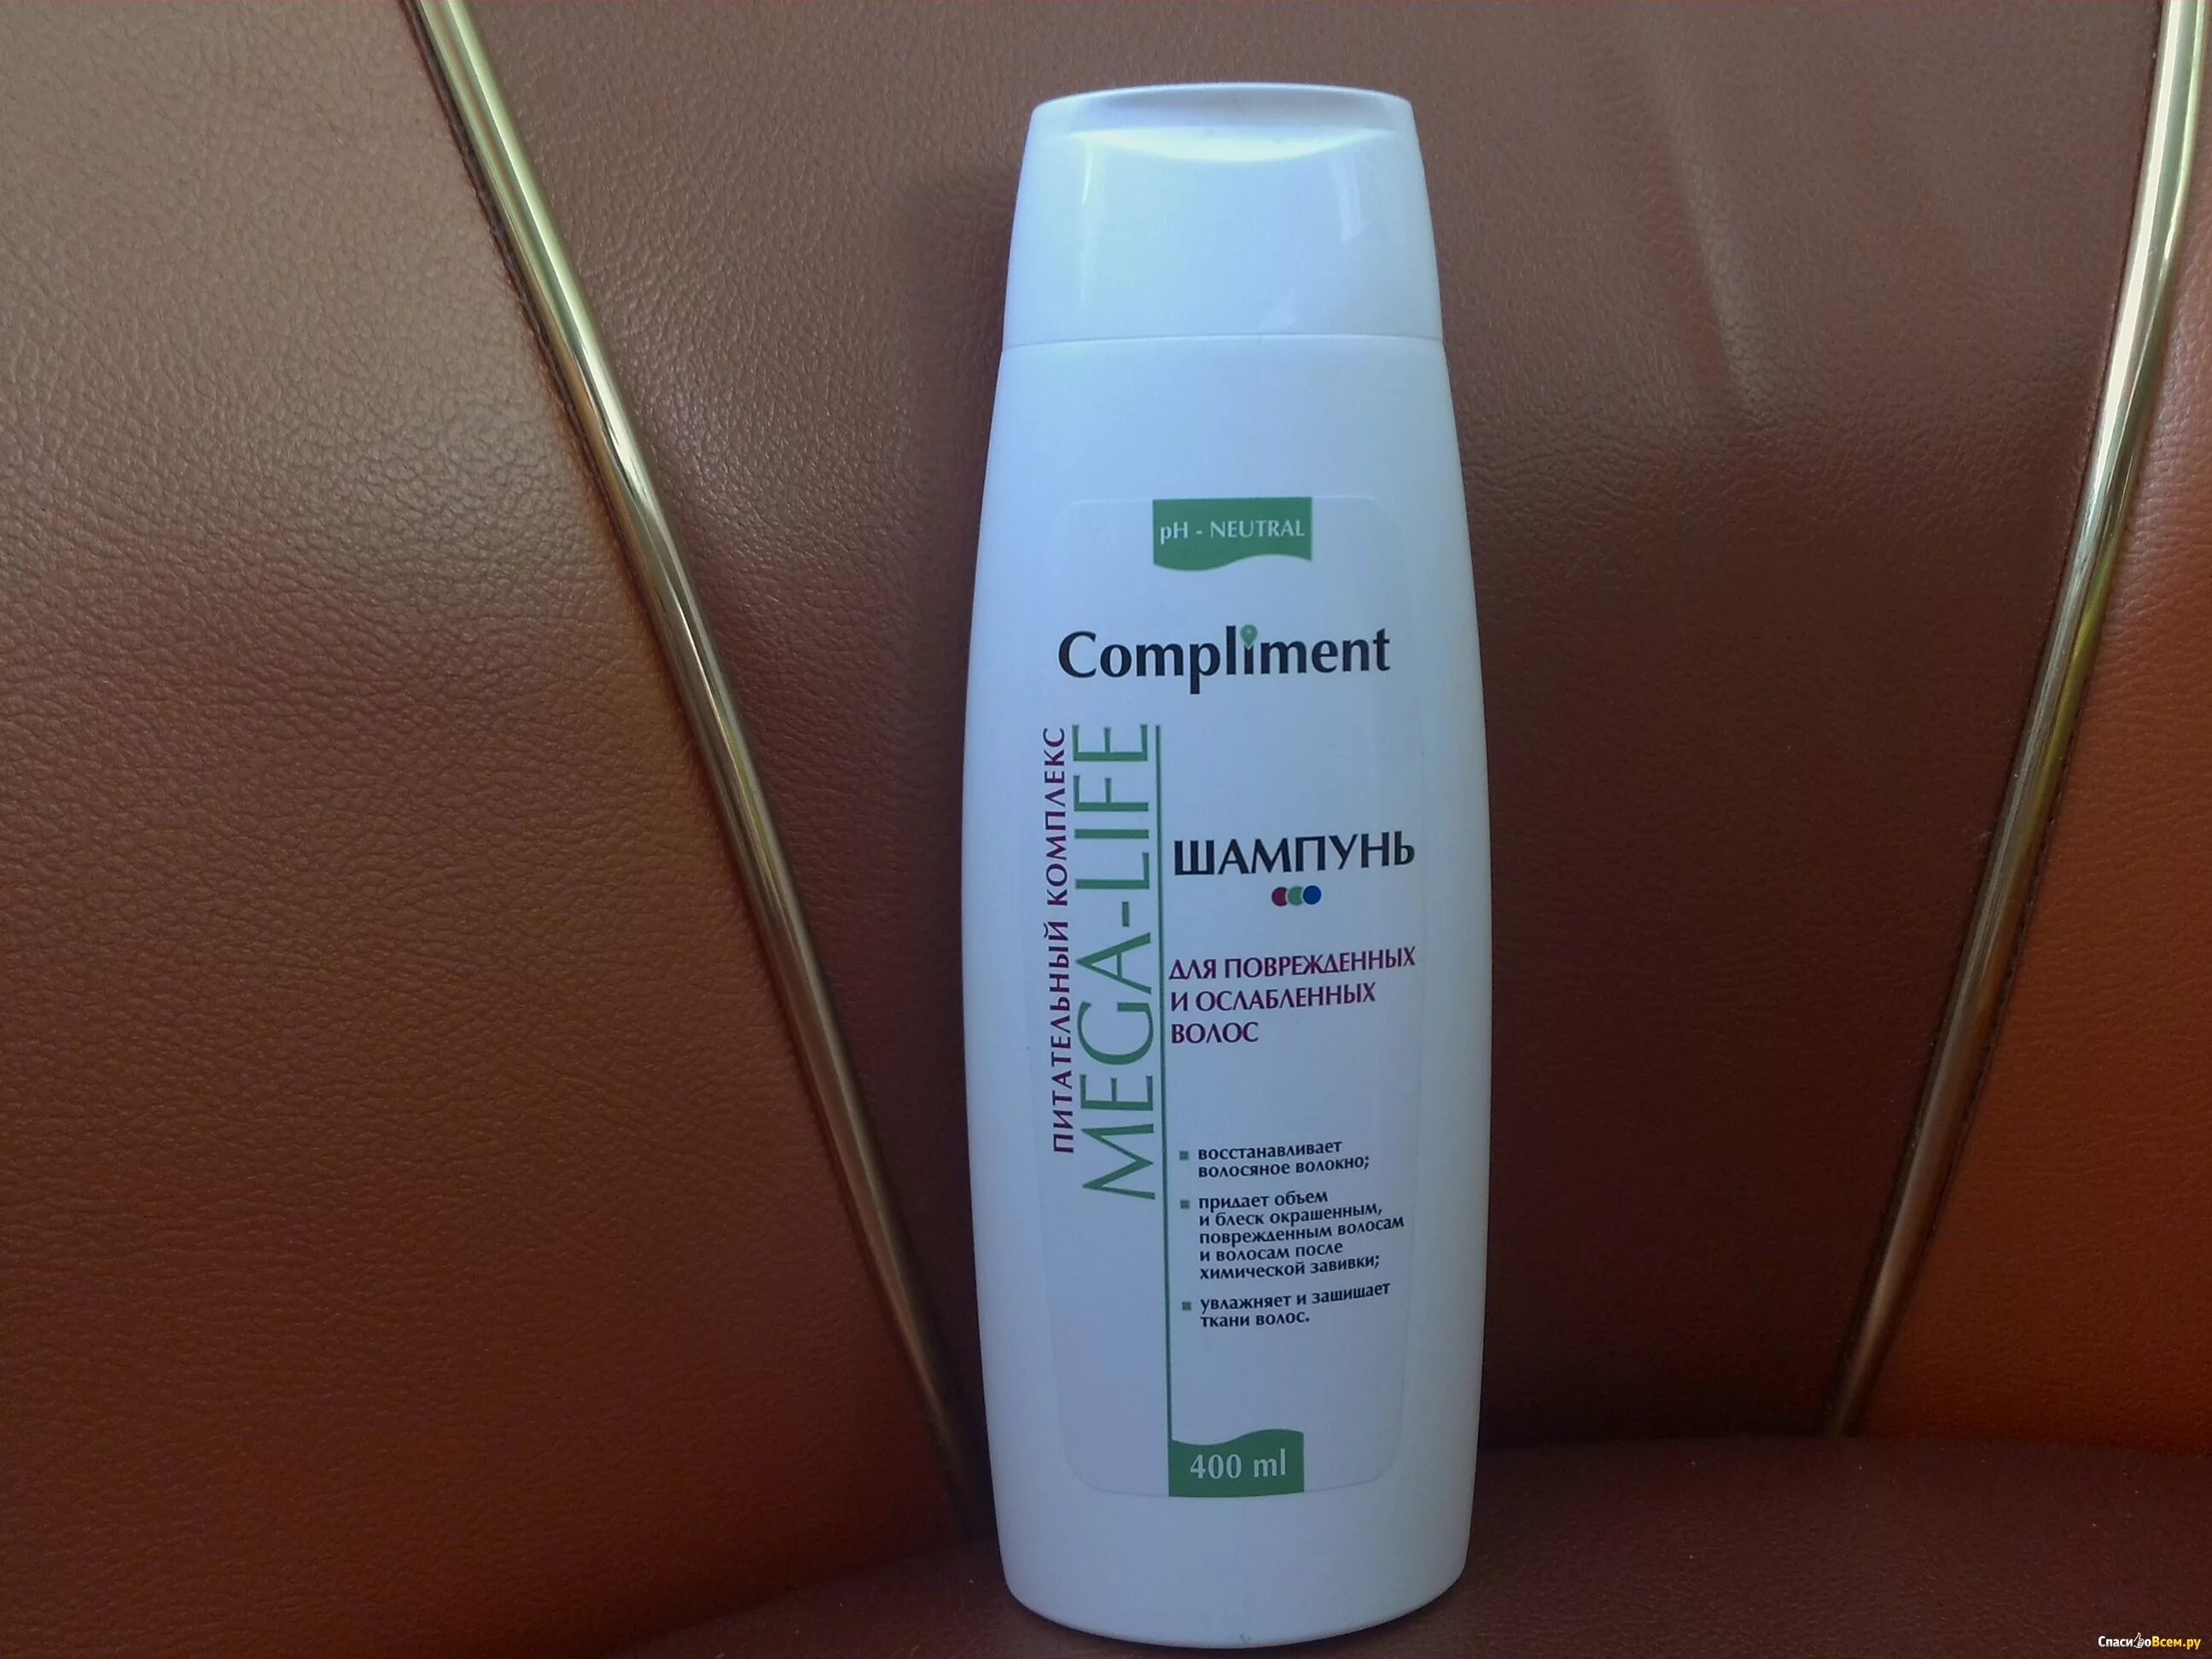 pH - NEUTRAL
Compliment
ПИТАТЕЛЬНЫЙ КОМПЛЕКС
MEGA-LIFE
ШАМПУНЬ
ДЛЯ ПОВРЕЖДЕННЫХ
И ОСЛАБЛЕННЫХ
ВОЛОС
восстанавливает
волосяное волокно;
придает объем
и блеск окрашенным,
поврежденным волосам
и волосам после
химической завивки;
увлажняет и защищает
ткани волос.
400 ml
СпасибоВсем.ру